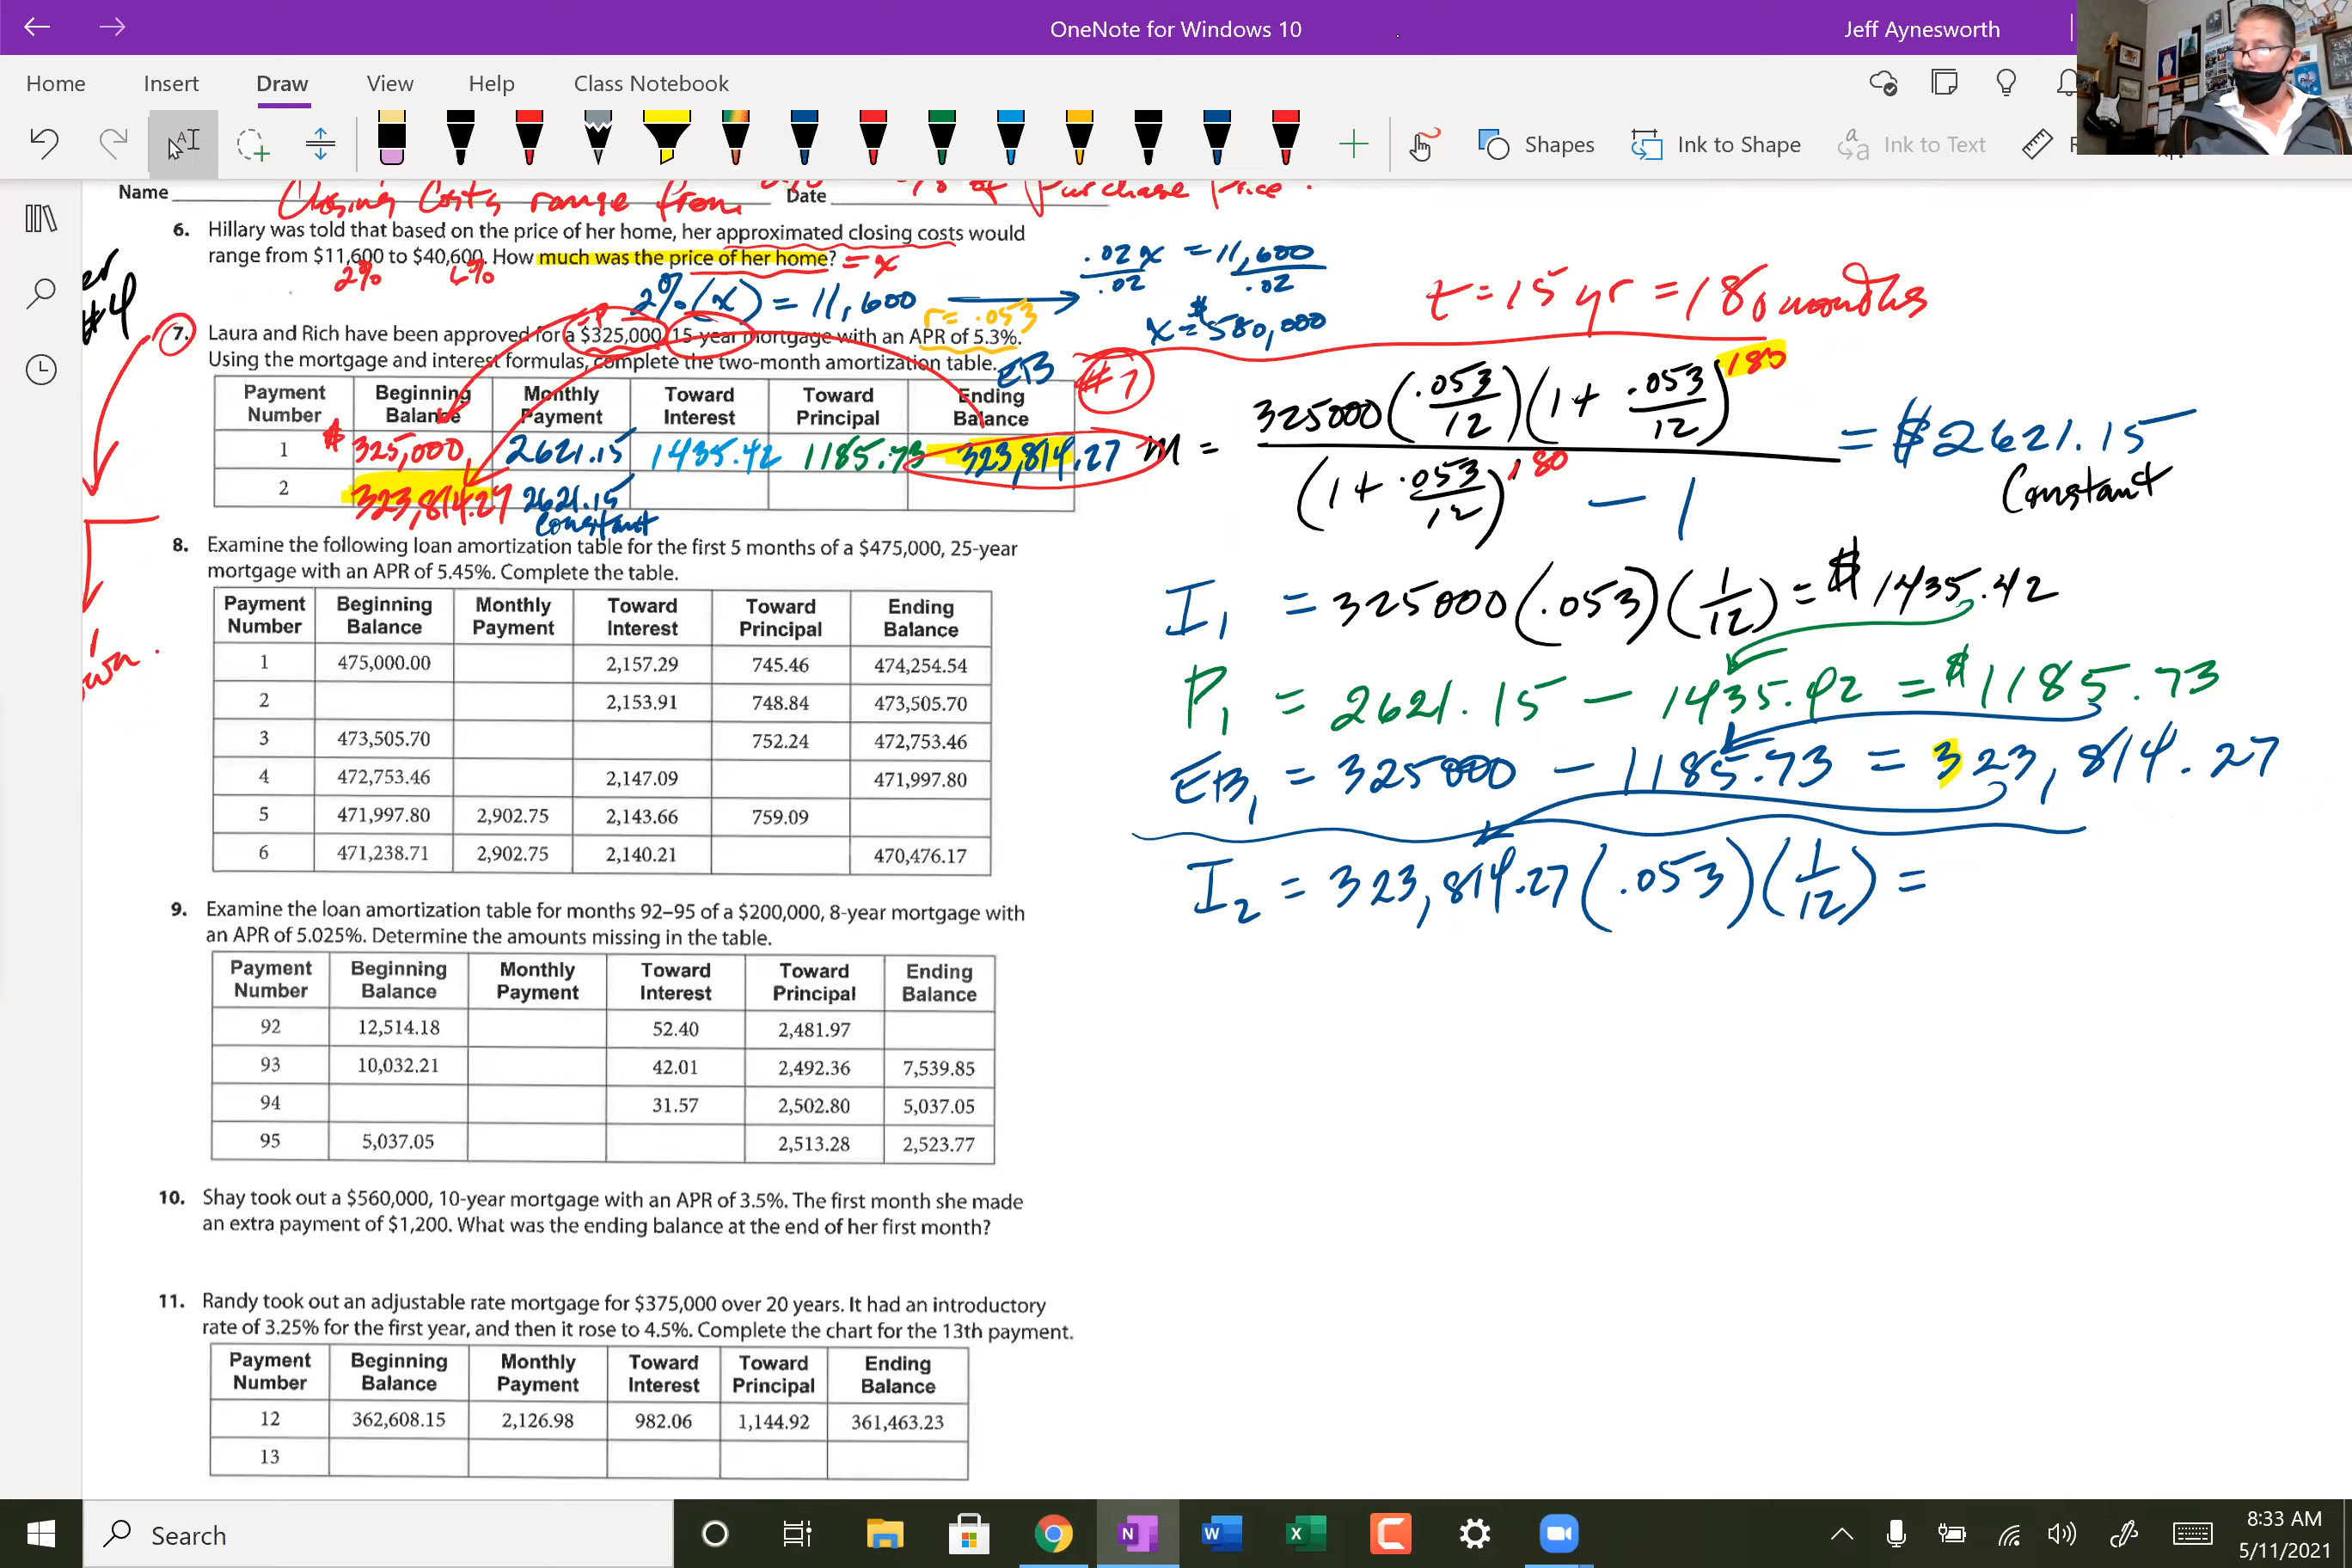 OneNote for Windows 10
Jeff Aynesworth
Home Insert Draw View Help Class Notebook
Shapes Ink to Shape Ink to Text
Name Date
Closing Costs range from of Purchase Price.
6. Hillary was told that based on the price of her home, her approximated closing costs would
range from $11,600 to $40,600. How much was the price of her home? = x
2%
2%(x) = 11,600
.02x = 11,600
.02 .02
x = $580,000
#4
t = 15 yr = 180 months
r = .053
7. Laura and Rich have been approved for a $325,000, 15-year mortgage with an APR of 5.3%.
Using the mortgage and interest formulas, complete the two-month amortization table.
EB
#7
Payment Number Beginning Balance Monthly Payment Toward Interest Toward Principal Ending Balance
1 $325,000 2621.15 1435.42 1185.73 323,814.27
2 323,814.27 2621.15
Constant
M = 325000(.053/12)(1 + .053/12)^180 / (1 + .053/12)^180 - 1 = $2621.15
Constant
I1 = 325000(.053)(1/12) = $1435.42
P1 = 2621.15 - 1435.42 = $1185.73
EB1 = 325000 - 1185.73 = 323,814.27
I2 = 323,814.27(.053)(1/12) =
8. Examine the following loan amortization table for the first 5 months of a $475,000, 25-year
mortgage with an APR of 5.45%. Complete the table.
Payment Number Beginning Balance Monthly Payment Toward Interest Toward Principal Ending Balance
1 475,000.00 2,157.29 745.46 474,254.54
2 2,153.91 748.84 473,505.70
3 473,505.70 752.24 472,753.46
4 472,753.46 2,147.09 471,997.80
5 471,997.80 2,902.75 2,143.66 759.09
6 471,238.71 2,902.75 2,140.21 470,476.17
9. Examine the loan amortization table for months 92–95 of a $200,000, 8-year mortgage with
an APR of 5.025%. Determine the amounts missing in the table.
Payment Number Beginning Balance Monthly Payment Toward Interest Toward Principal Ending Balance
92 12,514.18 52.40 2,481.97
93 10,032.21 42.01 2,492.36 7,539.85
94 31.57 2,502.80 5,037.05
95 5,037.05 2,513.28 2,523.77
10. Shay took out a $560,000, 10-year mortgage with an APR of 3.5%. The first month she made
an extra payment of $1,200. What was the ending balance at the end of her first month?
11. Randy took out an adjustable rate mortgage for $375,000 over 20 years. It had an introductory
rate of 3.25% for the first year, and then it rose to 4.5%. Complete the chart for the 13th payment.
Payment Number Beginning Balance Monthly Payment Toward Interest Toward Principal Ending Balance
12 362,608.15 2,126.98 982.06 1,144.92 361,463.23
13
Search
8:33 AM
5/11/2021